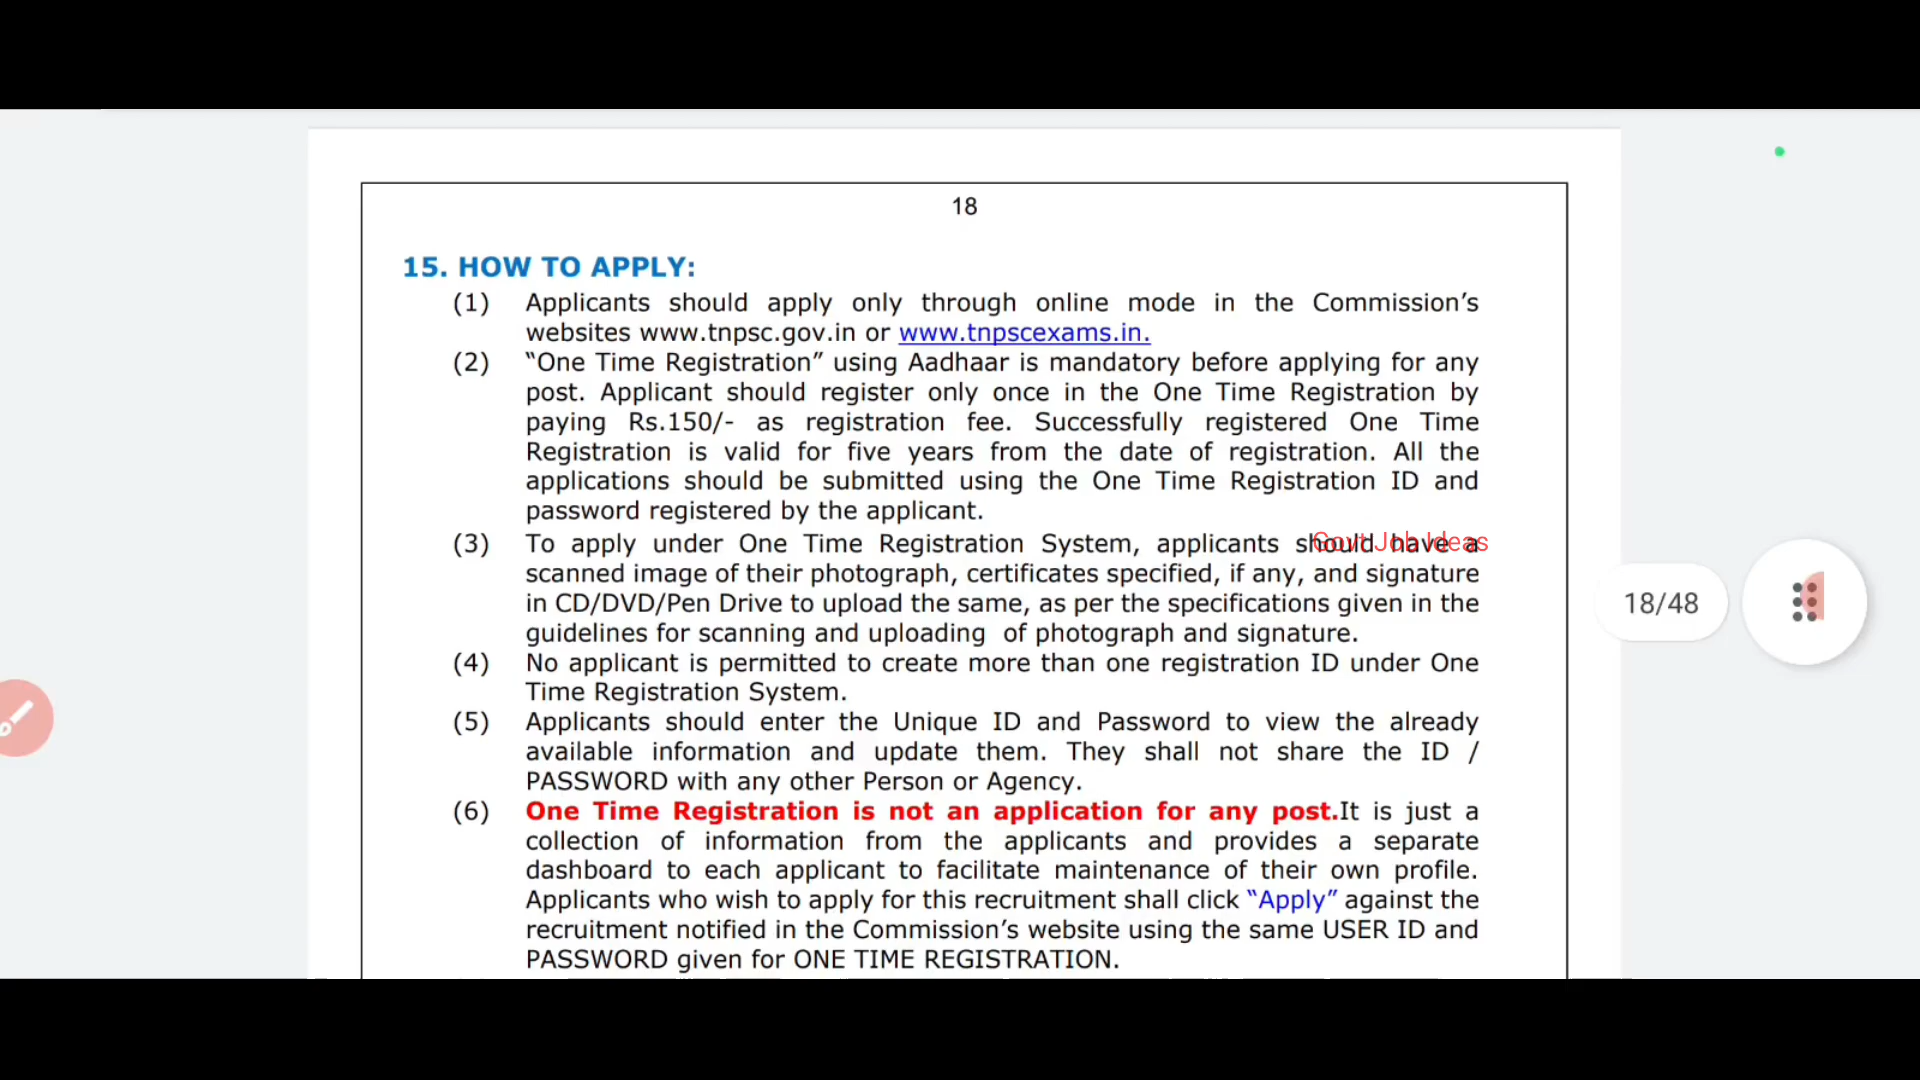 18
15. HOW TO APPLY:
(1) Applicants should apply only through online mode in the Commission’s
websites www.tnpsc.gov.in or www.tnpscexams.in.
(2) “One Time Registration” using Aadhaar is mandatory before applying for any
post. Applicant should register only once in the One Time Registration by
paying Rs.150/- as registration fee. Successfully registered One Time
Registration is valid for five years from the date of registration. All the
applications should be submitted using the One Time Registration ID and
password registered by the applicant.
(3) To apply under One Time Registration System, applicants should have a
Govt Job Ideas
scanned image of their photograph, certificates specified, if any, and signature
in CD/DVD/Pen Drive to upload the same, as per the specifications given in the
guidelines for scanning and uploading of photograph and signature.
18/48
(4) No applicant is permitted to create more than one registration ID under One
Time Registration System.
(5) Applicants should enter the Unique ID and Password to view the already
available information and update them. They shall not share the ID /
PASSWORD with any other Person or Agency.
(6) One Time Registration is not an application for any post.It is just a
collection of information from the applicants and provides a separate
dashboard to each applicant to facilitate maintenance of their own profile.
Applicants who wish to apply for this recruitment shall click “Apply” against the
recruitment notified in the Commission’s website using the same USER ID and
PASSWORD given for ONE TIME REGISTRATION.